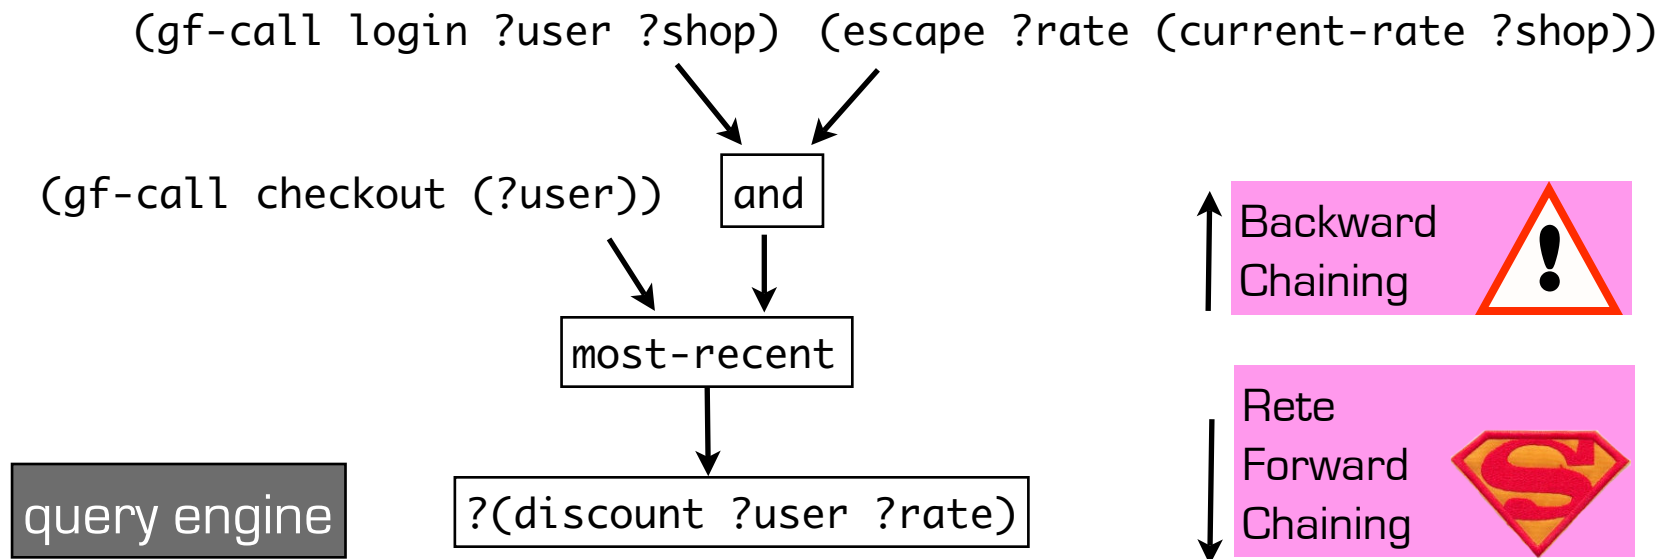 (gf-call login ?user ?shop) (escape ?rate (current-rate ?shop))
(gf-call checkout (?user))
and
Backward
Chaining
!
most-recent
Rete
Forward
Chaining
S
query engine
?(discount ?user ?rate)